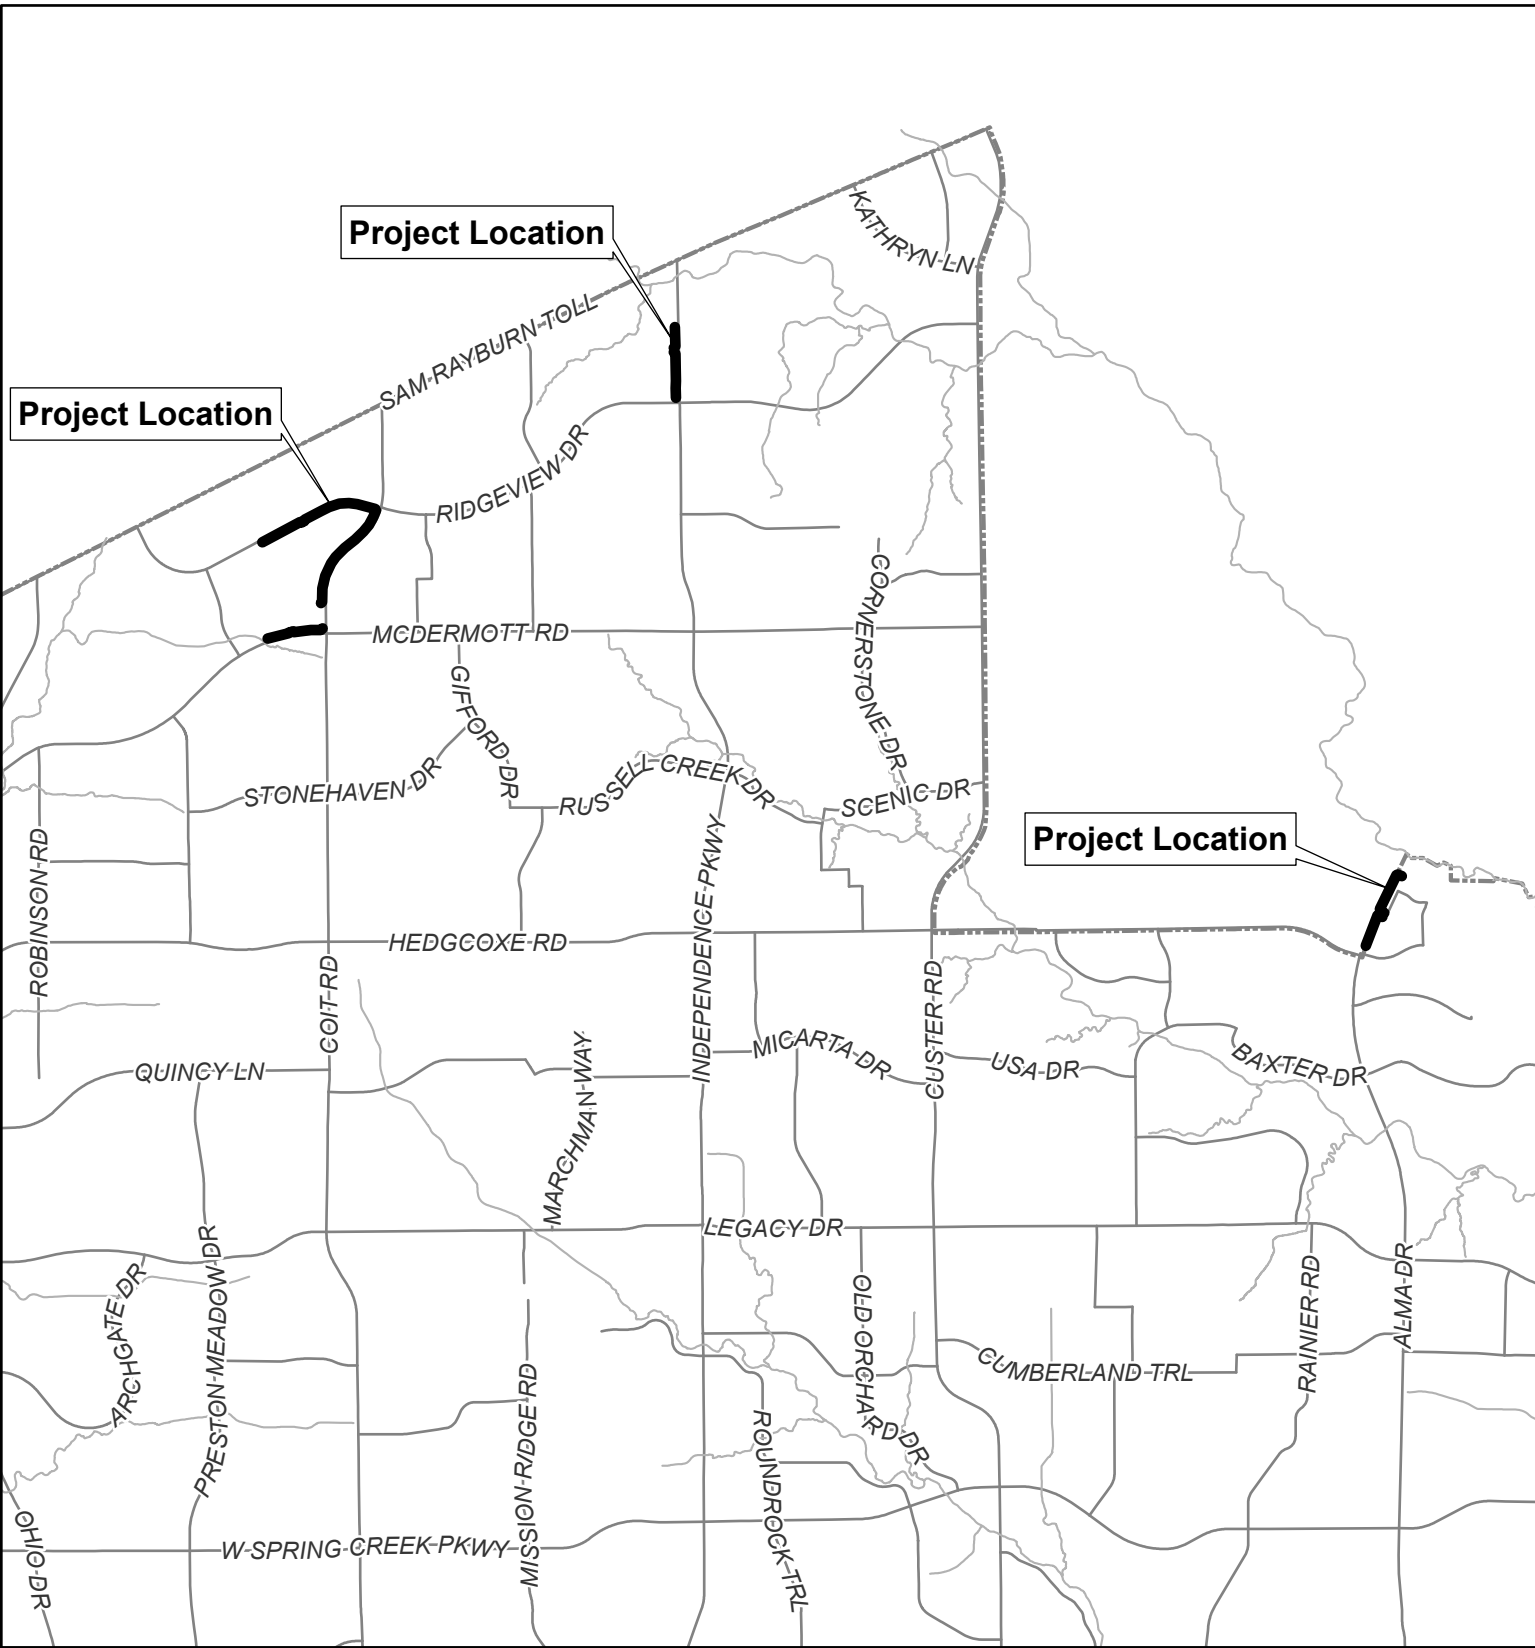 KATHRYN LN
Project Location
SAM RAYBURN TOLL
Project Location
RIDGEVIEW DR
CORNERSTONE DR
MCDERMOTT RD
GIFFORD DR
STONEHAVEN DR
RUSSELL CREEK DR
SCENIC DR
Project Location
ROBINSON RD
INDEPENDENCE PKWY
HEDGCOXE RD
COIT RD
CUSTER RD
QUINCY LN
MARCHMAN WAY
MICARTA DR
USA DR
BAXTER DR
LEGACY DR
PRESTON MEADOW DR
ARCHGATE DR
OLD ORCHARD DR
RAINIER RD
ALMA DR
CUMBERLAND TRL
MISSION RIDGE RD
ROUNDROCK TRL
OHIO DR
W SPRING CREEK PKWY